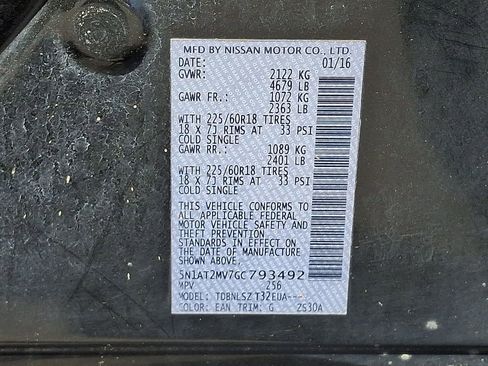 MFD BY NISSAN MOTOR CO., LTD.
DATE: 01/16
GVWR: 2122 KG
4679 LB
GAWR FR.: 1072 KG
2363 LB
WITH 225/60R18 TIRES
18 X 7J RIMS AT 33 PSI
COLD SINGLE
GAWR RR.: 1089 KG
2401 LB
WITH 225/60R18 TIRES
18 X 7J RIMS AT 33 PSI
COLD SINGLE
THIS VEHICLE CONFORMS TO
ALL APPLICABLE FEDERAL
MOTOR VEHICLE SAFETY AND
THEFT PREVENTION
STANDARDS IN EFFECT ON
THE DATE OF MANUFACTURE
SHOWN ABOVE.
5N1AT2MV7GC793492
MPV 256
MODEL: TDBNLSZ T32EUA---
COLOR: EAN TRIM: G ZS30A